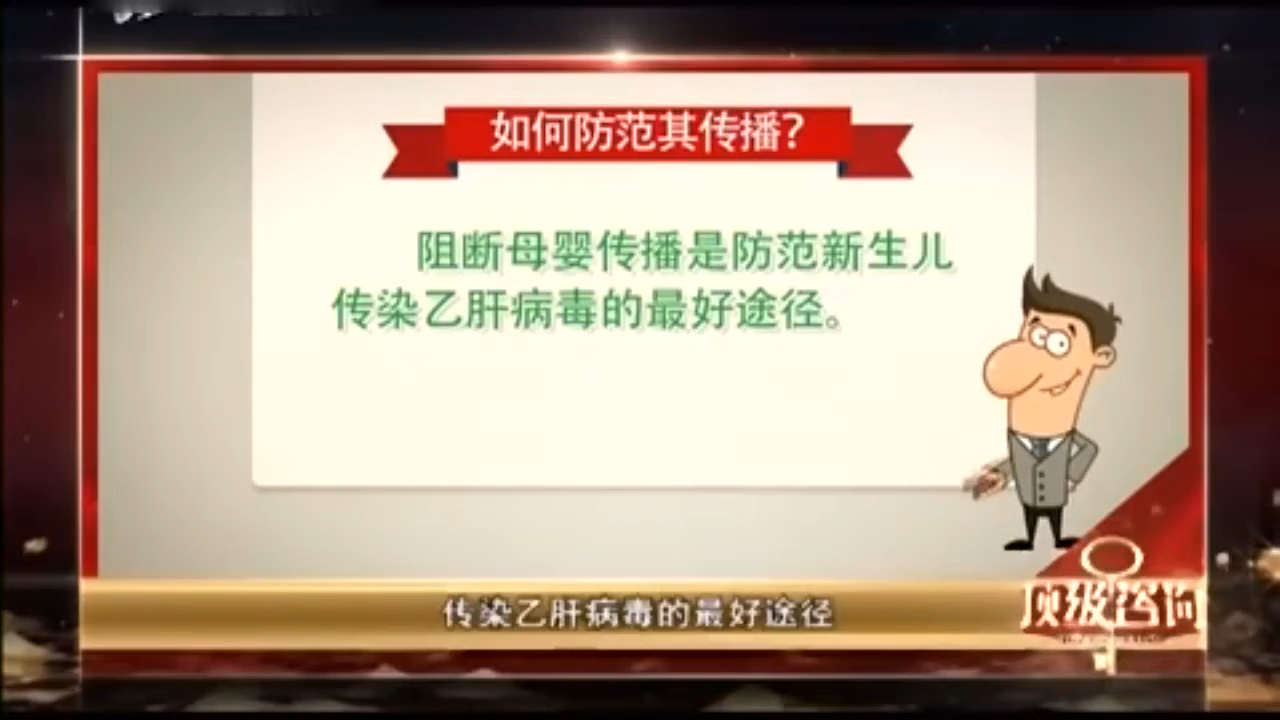 如何防范其传播?
阻断母婴传播是防范新生儿
传染乙肝病毒的最好途径。
传染乙肝病毒的最好途径
顶级咨询